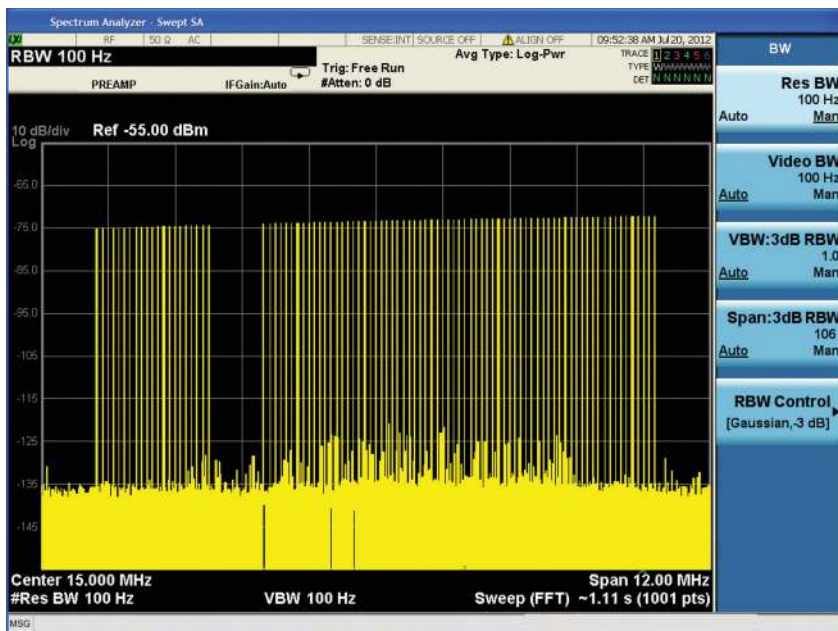 Spectrum Analyzer - Swept SA
LXI RF 50 Ω AC SENSE:INT SOURCE OFF ALIGN OFF 09:52:38 AM Jul 20, 2012
RBW 100 Hz
Avg Type: Log-Pwr
TRACE 1 2 3 4 5 6
TYPE
DET N N N N N N
PREAMP
IFGain:Auto
Trig: Free Run
#Atten: 0 dB
10 dB/div
Log
Ref -55.00 dBm
-65.0
-75.0
-85.0
-95.0
-105
-115
-125
-135
-145
Center 15.000 MHz
Span 12.00 MHz
#Res BW 100 Hz
VBW 100 Hz
Sweep (FFT) ~1.11 s (1001 pts)
MSG
BW
Res BW
100 Hz
Auto Man
Video BW
100 Hz
Auto Man
VBW:3dB RBW
1.0
Auto Man
Span:3dB RBW
106
Auto Man
RBW Control
[Gaussian,-3 dB]